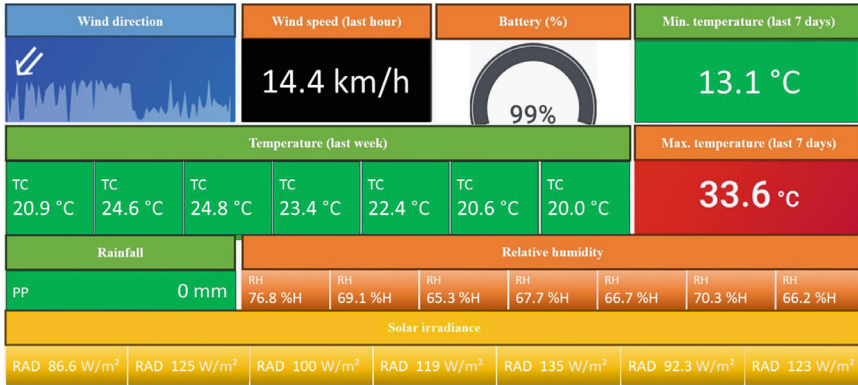 Wind direction
Wind speed (last hour)
Battery (%)
Min. temperature (last 7 days)
14.4 km/h
99%
13.1 °C
Temperature (last week)
Max. temperature (last 7 days)
TC TC TC TC TC TC TC
20.9 °C 24.6 °C 24.8 °C 23.4 °C 22.4 °C 20.6 °C 20.0 °C
33.6 °C
Rainfall
Relative humidity
PP 0 mm
RH RH RH RH RH RH RH
76.8 %H 69.1 %H 65.3 %H 67.7 %H 66.7 %H 70.3 %H 66.2 %H
Solar irradiance
RAD 86.6 W/m² RAD 125 W/m² RAD 100 W/m² RAD 119 W/m² RAD 135 W/m² RAD 92.3 W/m² RAD 123 W/m²